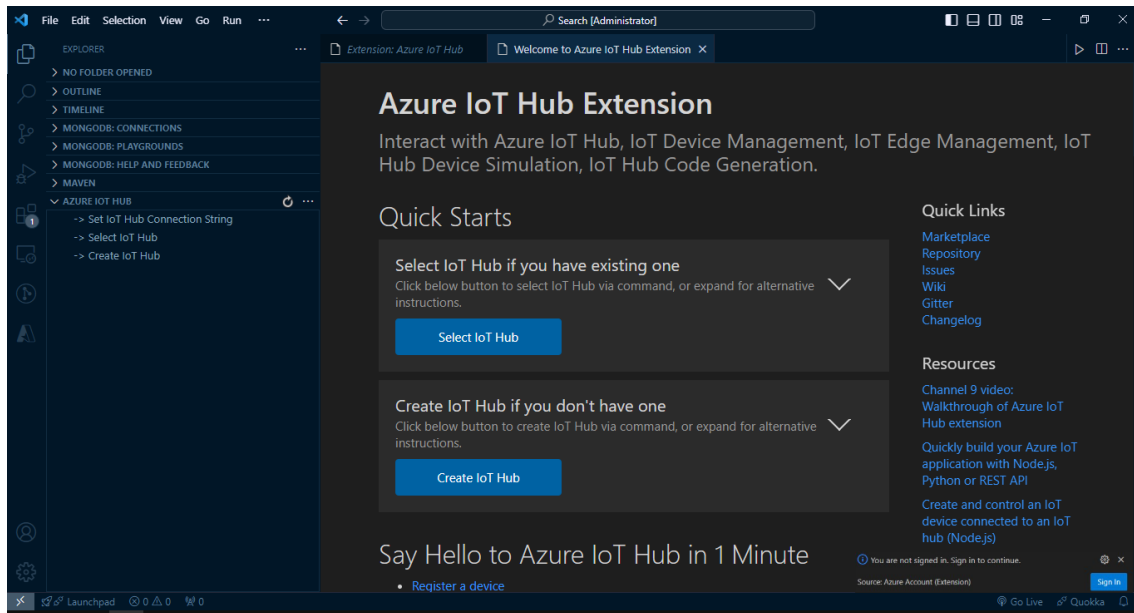 File Edit Selection View Go Run ···
Search [Administrator]
EXPLORER
NO FOLDER OPENED
OUTLINE
TIMELINE
MONGODB: CONNECTIONS
MONGODB: PLAYGROUNDS
MONGODB: HELP AND FEEDBACK
MAVEN
AZURE IOT HUB
-> Set IoT Hub Connection String
-> Select IoT Hub
-> Create IoT Hub
1
Extension: Azure IoT Hub
Welcome to Azure IoT Hub Extension
Azure IoT Hub Extension
Interact with Azure IoT Hub, IoT Device Management, IoT Edge Management, IoT
Hub Device Simulation, IoT Hub Code Generation.
Quick Starts
Select IoT Hub if you have existing one
Click below button to select IoT Hub via command, or expand for alternative
instructions.
Select IoT Hub
Create IoT Hub if you don't have one
Click below button to create IoT Hub via command, or expand for alternative
instructions.
Create IoT Hub
Say Hello to Azure IoT Hub in 1 Minute
• Register a device
Quick Links
Marketplace
Repository
Issues
Wiki
Gitter
Changelog
Resources
Channel 9 video:
Walkthrough of Azure IoT
Hub extension
Quickly build your Azure IoT
application with Node.js,
Python or REST API
Create and control an IoT
device connected to an IoT
hub (Node.js)
You are not signed in. Sign in to continue.
Source: Azure Account (Extension)
Sign In
Launchpad 0 0 0
Go Live Quokka